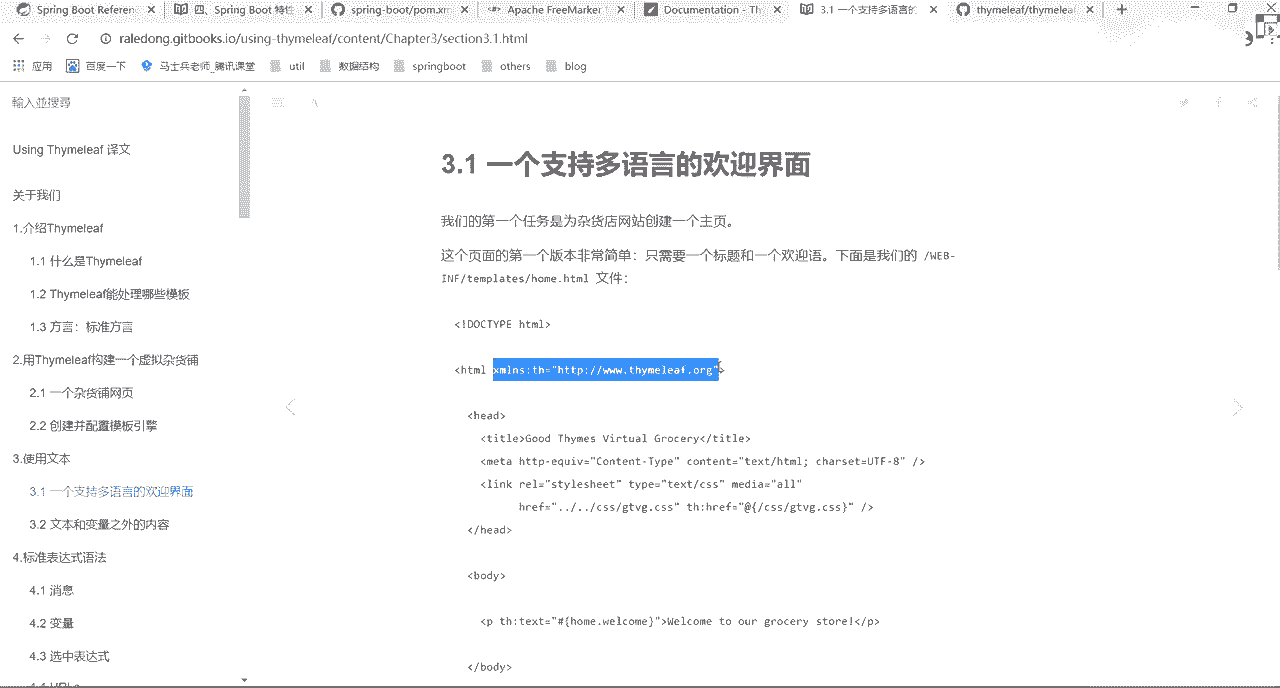 Spring Boot Referen
四、Spring Boot 特性
spring-boot/pom.xm
Apache FreeMarker
Documentation - Th
3.1 一个支持多语言的
thymeleaf/thymelea
raledong.gitbooks.io/using-thymeleaf/content/Chapter3/section3.1.html
应用 百度一下 马士兵老师_腾讯课堂 util 数据结构 springboot others blog
輸入並搜尋
Using Thymeleaf 译文
关于我们
1.介绍Thymeleaf
1.1 什么是Thymeleaf
1.2 Thymeleaf能处理哪些模板
1.3 方言：标准方言
2.用Thymeleaf构建一个虚拟杂货铺
2.1 一个杂货铺网页
2.2 创建并配置模板引擎
3.使用文本
3.1 一个支持多语言的欢迎界面
3.2 文本和变量之外的内容
4.标准表达式语法
4.1 消息
4.2 变量
4.3 选中表达式
A
3.1 一个支持多语言的欢迎界面
我们的第一个任务是为杂货店网站创建一个主页。
这个页面的第一个版本非常简单：只需要一个标题和一个欢迎语。下面是我们的 /WEB-
INF/templates/home.html 文件：
<!DOCTYPE html>
<html xmlns:th="http://www.thymeleaf.org">
<head>
<title>Good Thymes Virtual Grocery</title>
<meta http-equiv="Content-Type" content="text/html; charset=UTF-8" />
<link rel="stylesheet" type="text/css" media="all"
href="../../css/gtvg.css" th:href="@{/css/gtvg.css}" />
</head>
<body>
<p th:text="#{home.welcome}">Welcome to our grocery store!</p>
</body>